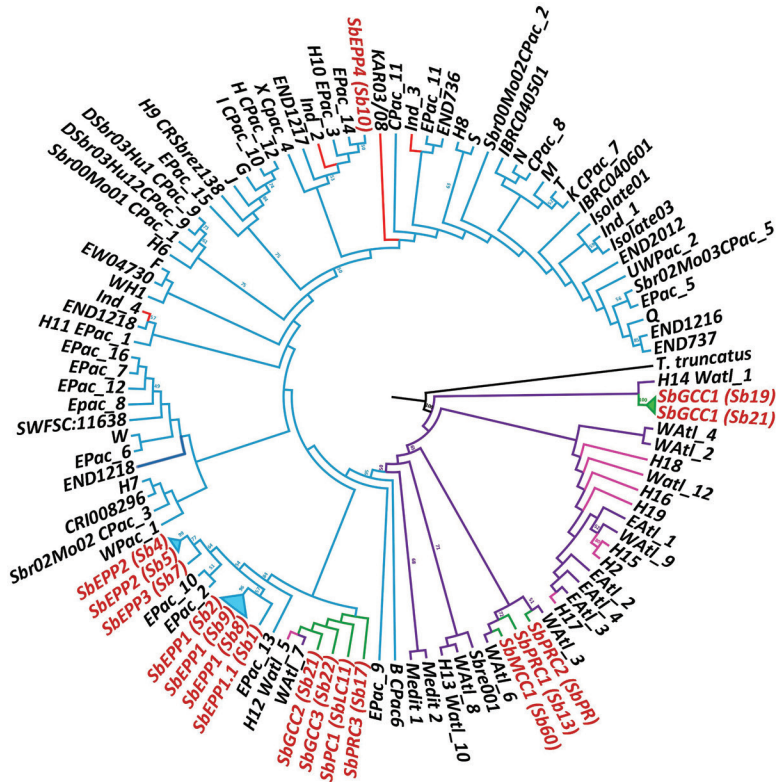 SbEPP4 (Sb10)
KAR03/08
CPac_11
Ind_3
EPac_11
END736
H8
S
Sbr00Mo02CPac_2
IBRC040501
N
CPac_8
M
T
K CPac_7
IBRC040601
Isolate01
Ind_1
Isolate03
END2012
UWPac_2
Sbr02Mo03CPac_5
EPac_5
Q
END1216
END737
T. truncatus
H14 Watl_1
SbGCC1 (Sb19)
SbGCC1 (Sb21)
WAtl_4
WAtl_2
H18
Watl_12
H16
H19
EAtl_1
WAtl_9
H15
H2
EAtl_2
EAtl_4
EAtl_3
H17
WAtl_3
SbPRC2 (SbPR)
SbPRC1 (Sb13)
SbMCC1 (Sb60)
WAtl_6
Sbre001
WAtl_8
H13 Watl_10
Medit 2
Medit 1
B CPac6
EPac_9
SbPRC3 (Sb17)
SbPC1 (SbLC11)
SbGCC3 (Sb22)
SbGCC2 (Sb21)
WAtl_7
H12 Watl_5
EPac_13
SbEPP1.1 (Sb1)
SbEPP1 (Sb8)
SbEPP1 (Sb9)
SbEPP1 (Sb2)
EPac_2
EPac_10
SbEPP3 (Sb7)
SbEPP2 (Sb5)
SbEPP2 (Sb4)
WPac_1
Sbr02Mo02 CPac_3
CRI008296
H7
END1218
EPac_6
W
SWFSC:11638
Epac_8
EPac_12
EPac_7
EPac_16
H11 EPac_1
END1218
Ind_4
WH1
EW04730
F
H6
Sbr00Mo01 CPac_1
DSbr03Hu12CPac_9
DSbr03Hu1 CPac_9
EPac_15
H9 CRSbrez138
J
G
I CPac_10
H CPac_12
X Cpac_4
END1217
Ind_2
H10 EPac_3
EPac_14